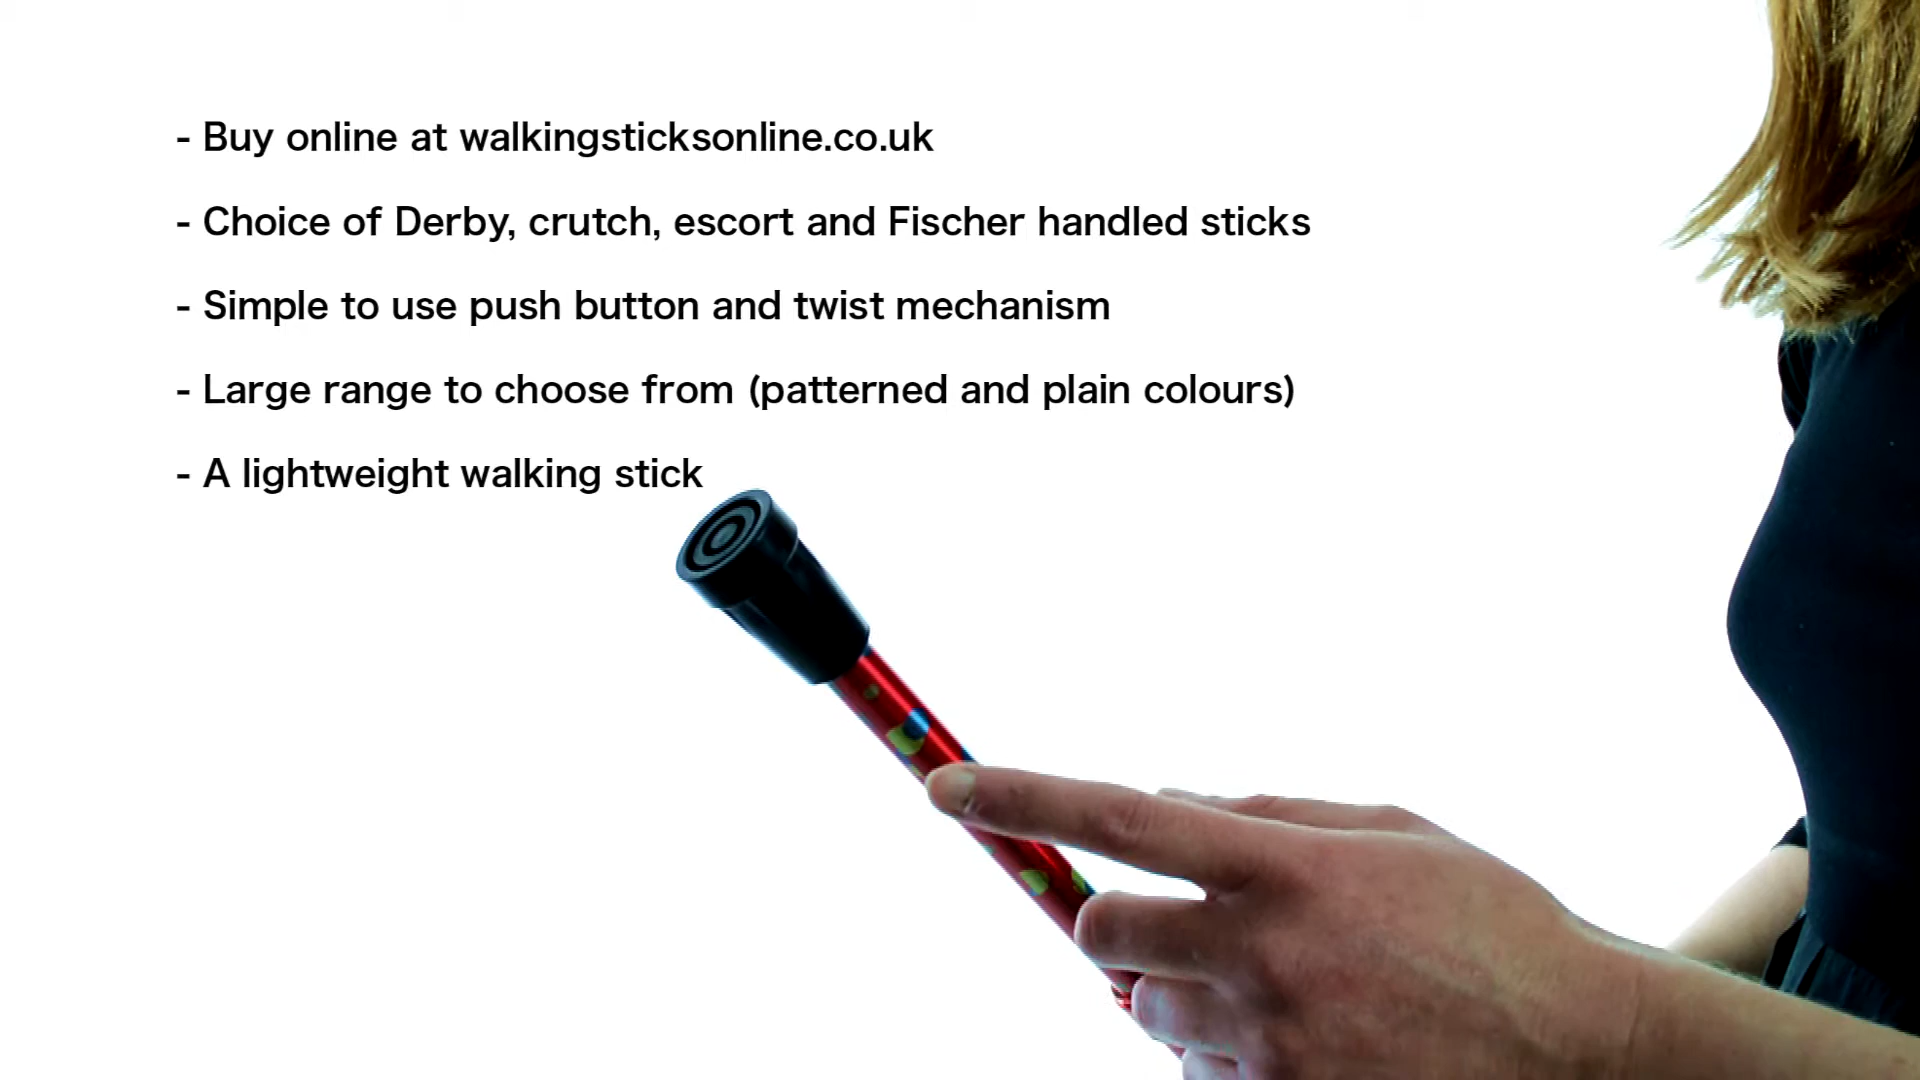 - Buy online at walkingsticksonline.co.uk
- Choice of Derby, crutch, escort and Fischer handled sticks
- Simple to use push button and twist mechanism
- Large range to choose from (patterned and plain colours)
- A lightweight walking stick